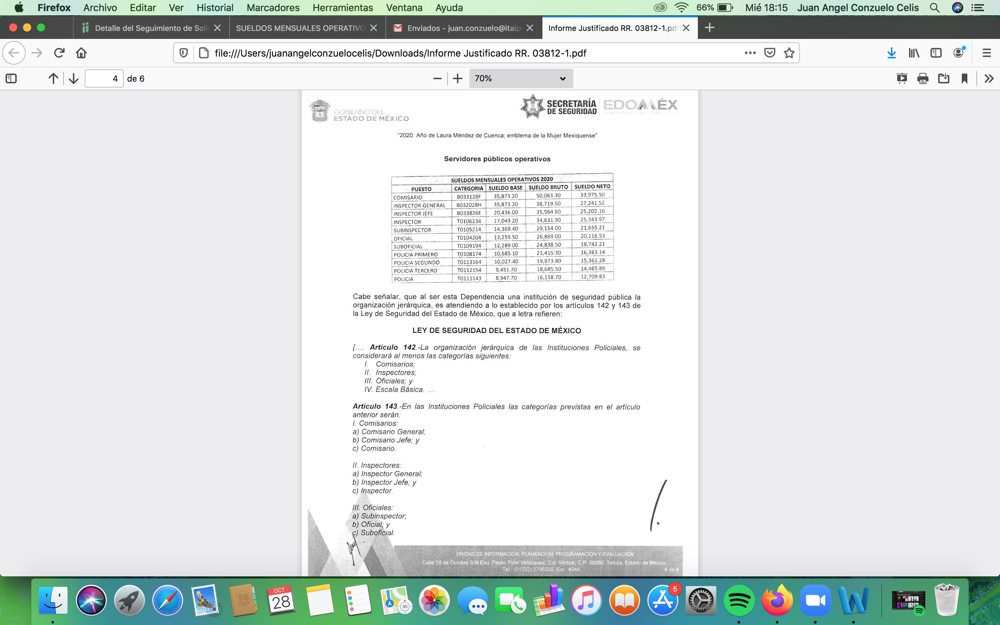 Firefox Archivo Editar Ver Historial Marcadores Herramientas Ventana Ayuda 66% Mié 18:15 Juan Angel Conzuelo Celis
Detalle del Seguimiento de Soli SUELDOS MENSUALES OPERATIVO Enviados - juan.conzuelo@itaip Informe Justificado RR. 03812-1.pdf
file:///Users/juanangelconzuelocelis/Downloads/Informe Justificado RR. 03812-1.pdf
4 de 6 70%
GOBIERNO DEL
ESTADO DE MÉXICO
SECRETARÍA
DE SEGURIDAD
EDOMÉX
"2020. Año de Laura Méndez de Cuenca; emblema de la Mujer Mexiquense"
Servidores públicos operativos
SUELDOS MENSUALES OPERATIVOS 2020
PUESTO CATEGORIA SUELDO BASE SUELDO BRUTO SUELDO NETO
COMISARIO B033128F 35,873.20 50,063.30 33,975.50
INSPECTOR GENERAL B032028H 35,873.20 38,719.50 27,241.52
INSPECTOR JEFE B033826E 20,436.00 35,564.60 25,202.16
INSPECTOR T0106234 17,049.20 34,631.90 25,343.97
SUBINSPECTOR T0105214 14,369.40 29,154.00 21,655.21
OFICIAL T0104204 13,259.50 26,869.00 20,116.53
SUBOFICIAL T0109194 12,289.00 24,838.50 18,742.21
POLICIA PRIMERO T0108174 10,685.10 21,415.30 16,363.14
POLICIA SEGUNDO T0113164 10,027.40 19,973.80 15,361.28
POLICIA TERCERO T0112154 9,451.70 18,685.50 14,465.89
POLICIA T0111143 8,947.70 16,158.70 12,709.83
Cabe señalar, que al ser esta Dependencia una institución de seguridad pública la
organización jerárquica, es atendiendo a lo establecido por los artículos 142 y 143 de
la Ley de Seguridad del Estado de México, que a letra refieren:
LEY DE SEGURIDAD DEL ESTADO DE MÉXICO
[.... Artículo 142.-La organización jerárquica de las Instituciones Policiales, se
considerará al menos las categorías siguientes:
I. Comisarios;
II. Inspectores;
III. Oficiales; y
IV. Escala Básica. ...
Artículo 143.-En las Instituciones Policiales las categorías previstas en el artículo
anterior serán:
I. Comisarios:
a) Comisario General;
b) Comisario Jefe; y
c) Comisario.
II. Inspectores:
a) Inspector General;
b) Inspector Jefe; y
c) Inspector.
III. Oficiales:
a) Subinspector;
b) Oficial; y
c) Suboficial.
UNIDAD DE INFORMACIÓN, PLANEACIÓN, PROGRAMACIÓN Y EVALUACIÓN
Calle 28 de Octubre S/N Esq. Paseo Fidel Velázquez, Col. Vértice, C.P. 50090, Toluca, Estado de México.
Tel.: (01722) 2796200, Ext.: 4044.
4 de 6
OCT
28
3D
5